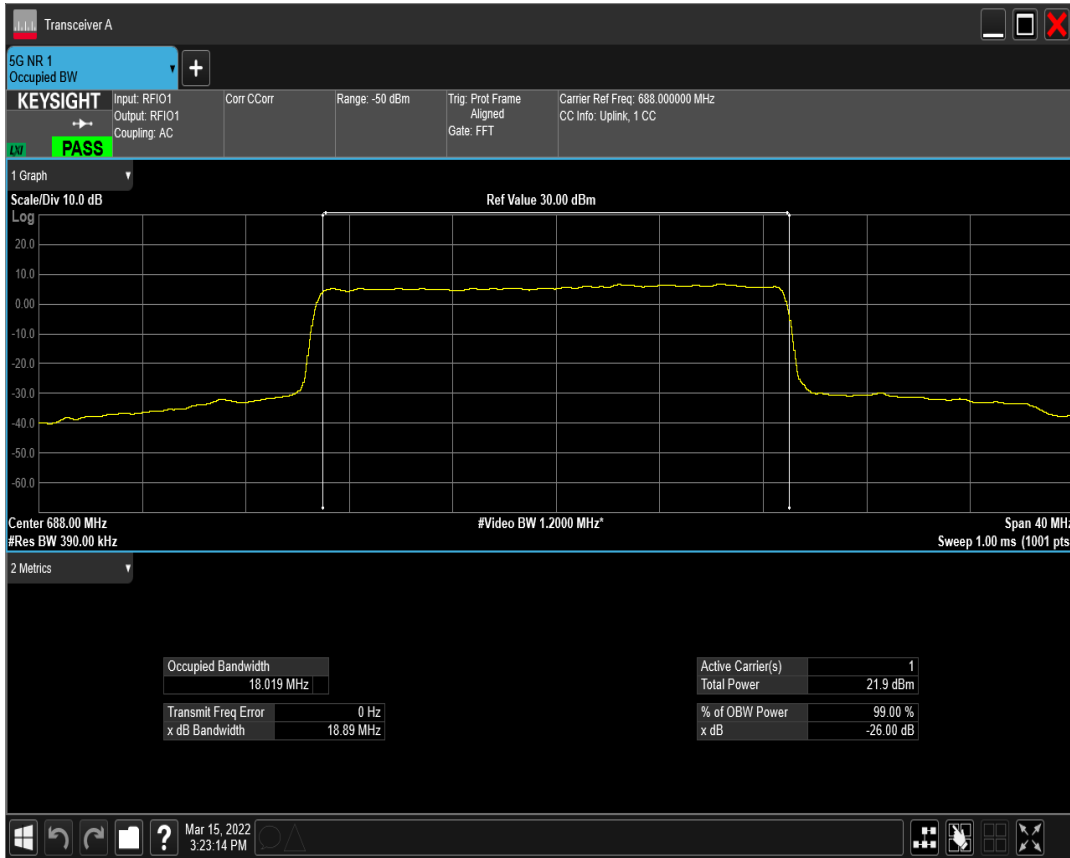 Transceiver A
5G NR 1
Occupied BW
KEYSIGHT
LXI
PASS
Input: RFIO1
Output: RFIO1
Coupling: AC
Corr CCorr
Range: -50 dBm
Trig: Prot Frame
Aligned
Gate: FFT
Carrier Ref Freq: 688.000000 MHz
CC Info: Uplink, 1 CC
1 Graph
Scale/Div 10.0 dB
Ref Value 30.00 dBm
Log
20.0
10.0
0.00
-10.0
-20.0
-30.0
-40.0
-50.0
-60.0
Center 688.00 MHz
#Video BW 1.2000 MHz*
Span 40 MHz
#Res BW 390.00 kHz
Sweep 1.00 ms (1001 pts
2 Metrics
Occupied Bandwidth
18.019 MHz
Transmit Freq Error 0 Hz
x dB Bandwidth 18.89 MHz
Active Carrier(s) 1
Total Power 21.9 dBm
% of OBW Power 99.00 %
x dB -26.00 dB
?
Mar 15, 2022
3:23:14 PM